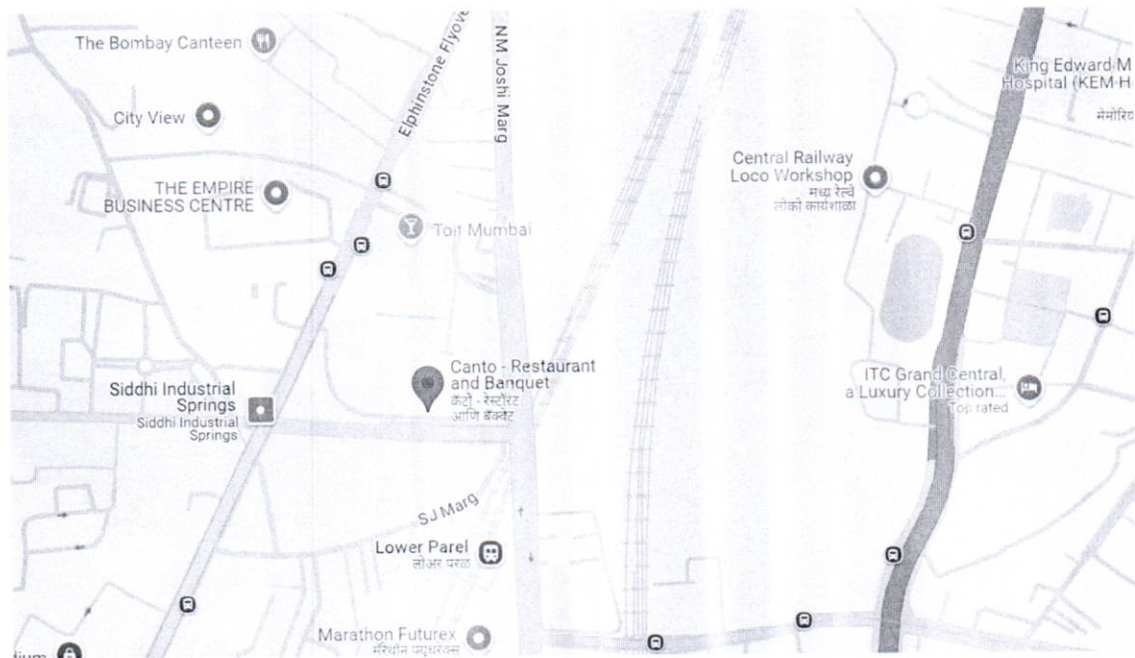 The Bombay Canteen
City View
THE EMPIRE
BUSINESS CENTRE
Elphinstone Flyove
NM Joshi Marg
Toit Mumbai
King Edward M
Hospital (KEM H
मेमोरिय
Central Railway
Loco Workshop
मध्य रेल्वे
लोको कार्यशाळा
Canto - Restaurant
and Banquet
कॅंटो - रेस्टॉरंट
आणि बॅंक्वेट
Siddhi Industrial
Springs
Siddhi Industrial
Springs
ITC Grand Central,
a Luxury Collection...
Top rated
SJ Marg
Lower Parel
लोअर परळ
Marathon Futurex
मॅरेथॉन फ्युचरेक्स
dium